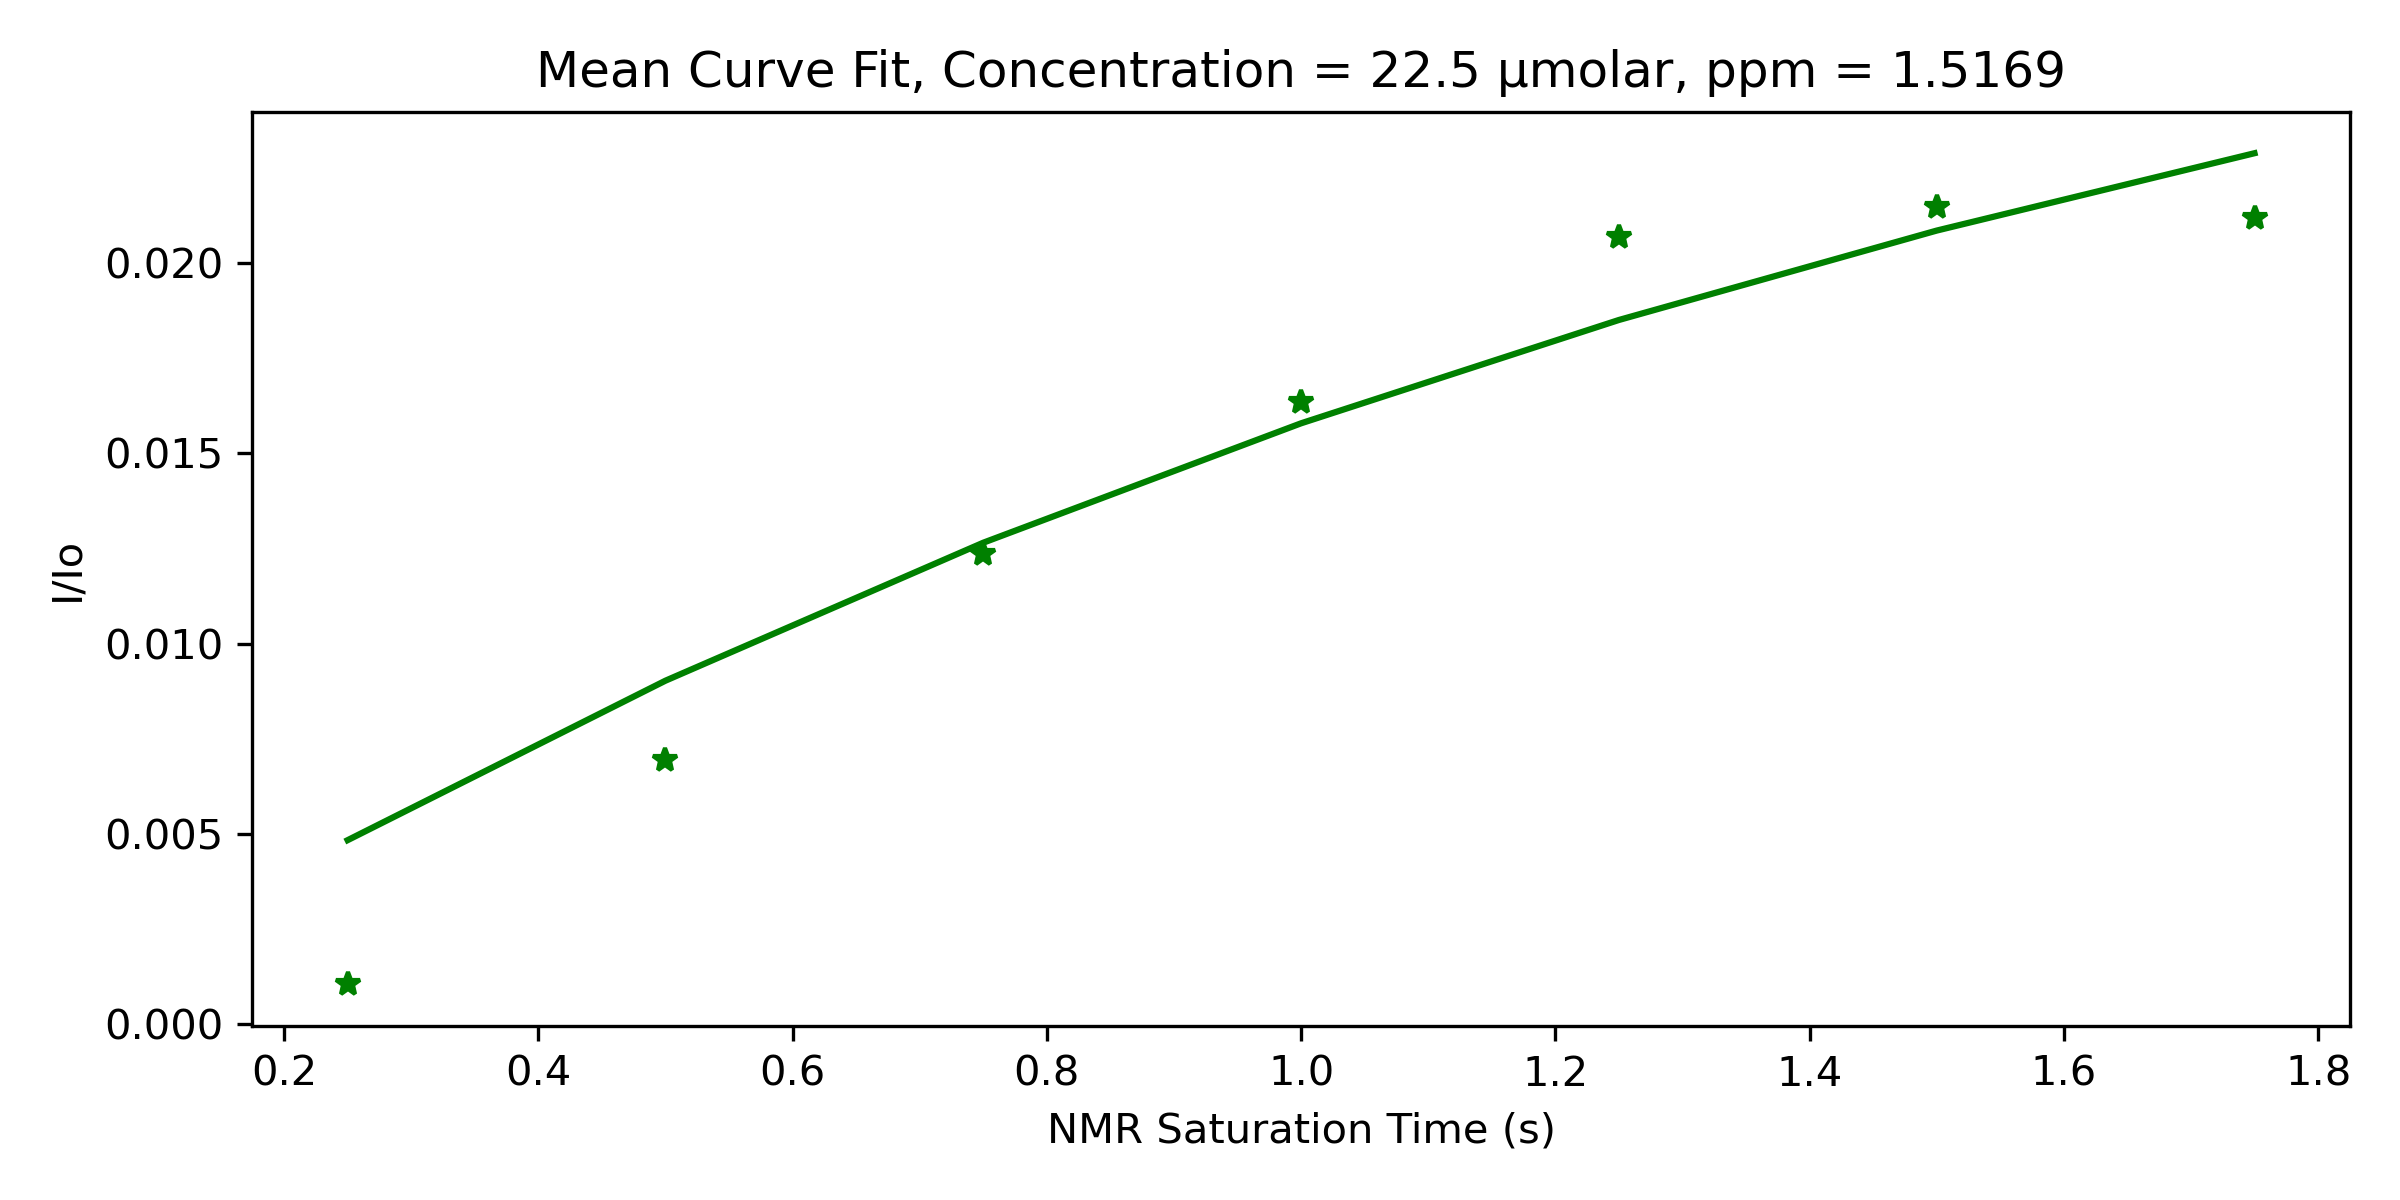 Mean Curve Fit, Concentration = 22.5 µmolar, ppm = 1.5169
I/Io
0.020
0.015
0.010
0.005
0.000
0.2 0.4 0.6 0.8 1.0 1.2 1.4 1.6 1.8
NMR Saturation Time (s)